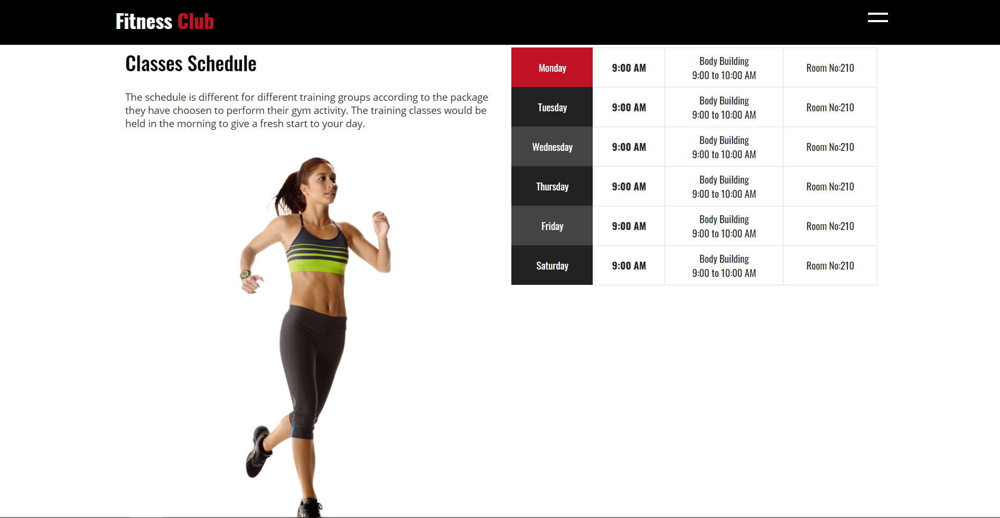 Fitness Club
Classes Schedule
The schedule is different for different training groups according to the package
they have choosen to perform their gym activity. The training classes would be
held in the morning to give a fresh start to your day.
Monday
9:00 AM
Body Building
9:00 to 10:00 AM
Room No:210
Tuesday
9:00 AM
Body Building
9:00 to 10:00 AM
Room No:210
Wednesday
9:00 AM
Body Building
9:00 to 10:00 AM
Room No:210
Thursday
9:00 AM
Body Building
9:00 to 10:00 AM
Room No:210
Friday
9:00 AM
Body Building
9:00 to 10:00 AM
Room No:210
Saturday
9:00 AM
Body Building
9:00 to 10:00 AM
Room No:210